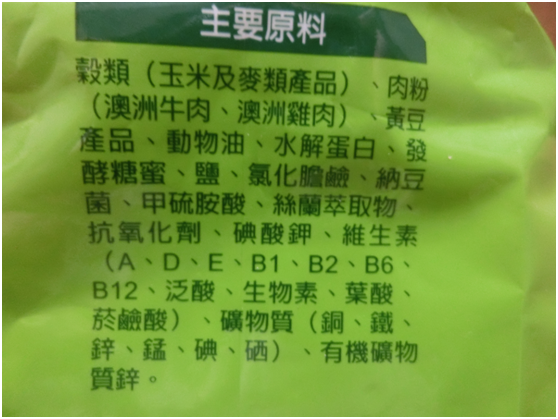 主要原料
穀類（玉米及麥類產品）、肉粉
（澳洲牛肉、澳洲雞肉）、黃豆
產品、動物油、水解蛋白、發
酵糖蜜、鹽、氯化膽鹼、納豆
菌、甲硫胺酸、絲蘭萃取物、
抗氧化劑、碘酸鉀、維生素
（A、D、E、B1、B2、B6、
B12、泛酸、生物素、葉酸、
菸鹼酸）、礦物質（銅、鐵、
鋅、錳、碘、硒）、有機礦物
質鋅。